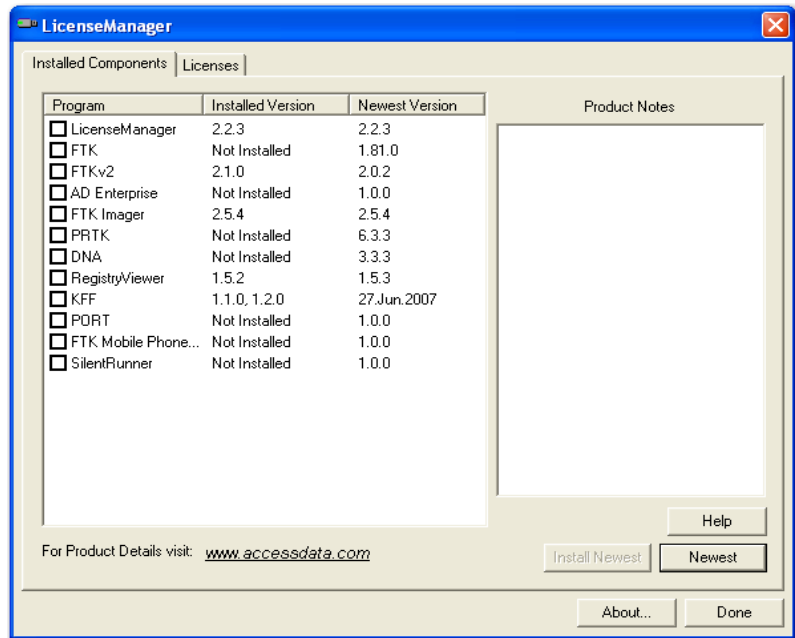 LicenseManager
Installed Components Licenses
Program Installed Version Newest Version
LicenseManager 2.2.3 2.2.3
FTK Not Installed 1.81.0
FTKv2 2.1.0 2.0.2
AD Enterprise Not Installed 1.0.0
FTK Imager 2.5.4 2.5.4
PRTK Not Installed 6.3.3
DNA Not Installed 3.3.3
RegistryViewer 1.5.2 1.5.3
KFF 1.1.0, 1.2.0 27.Jun.2007
PORT Not Installed 1.0.0
FTK Mobile Phone... Not Installed 1.0.0
SilentRunner Not Installed 1.0.0
Product Notes
Help
For Product Details visit: www.accessdata.com
Install Newest Newest
About... Done